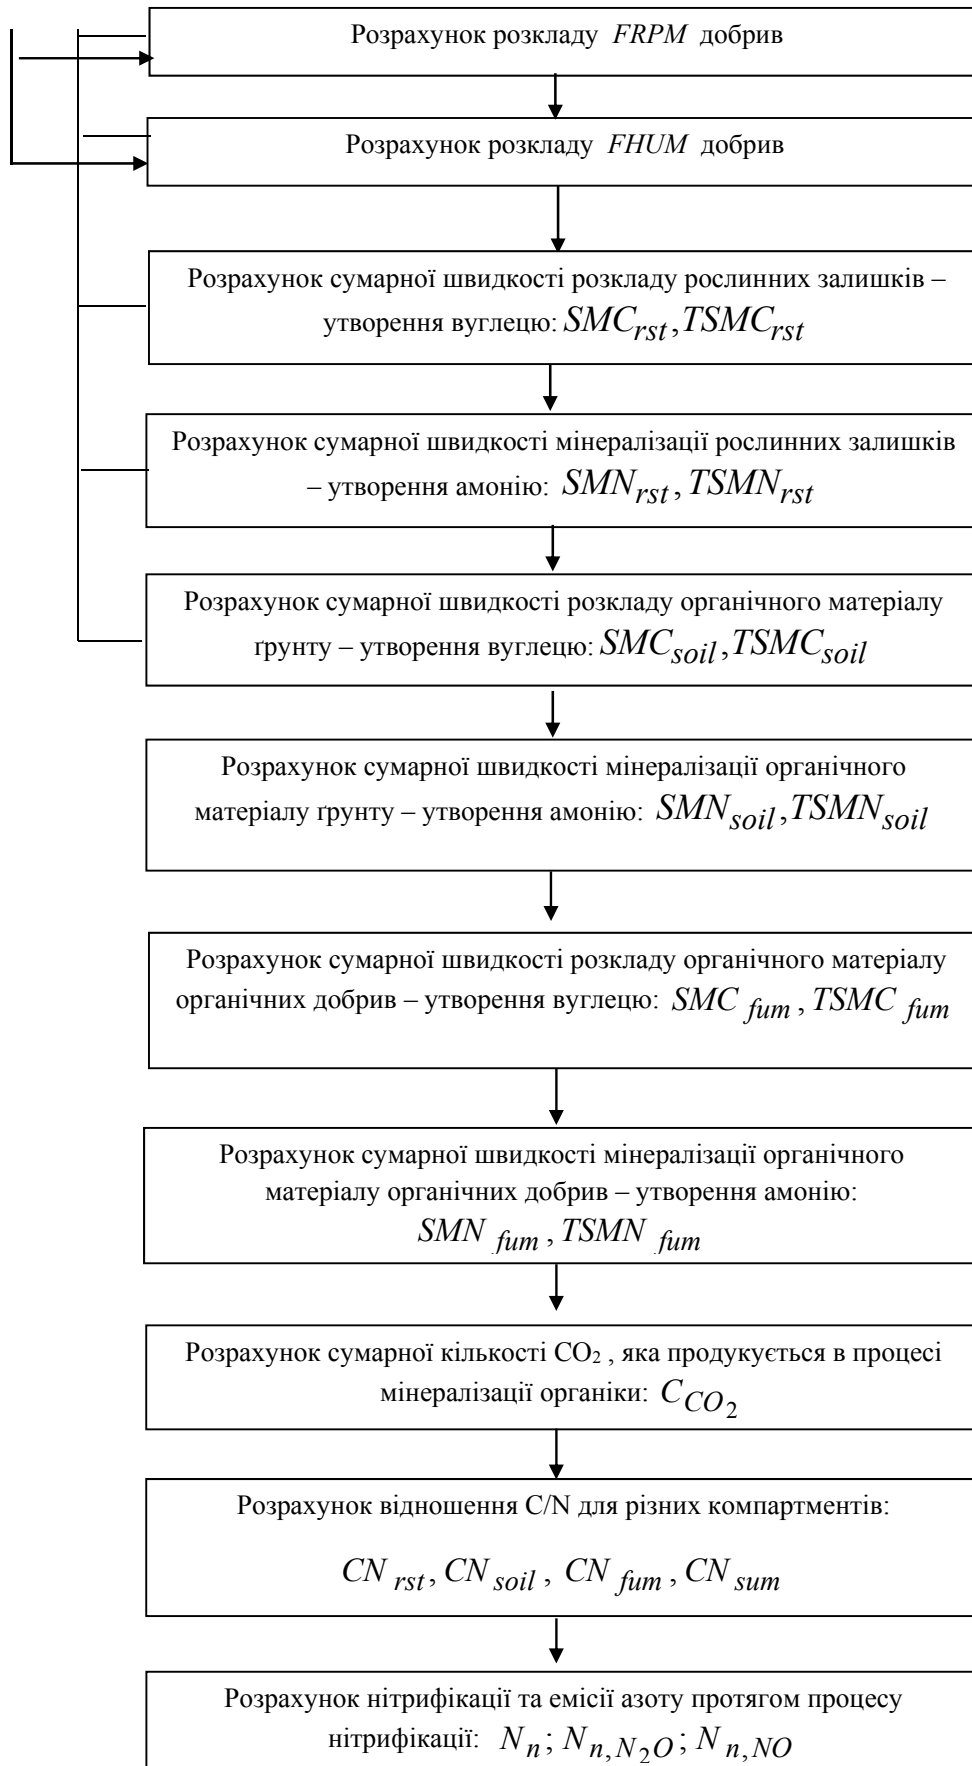 Розрахунок розкладу FRPM добрив
Розрахунок розкладу FHUM добрив
Розрахунок сумарної швидкості розкладу рослинних залишків –
утворення вуглецю: SMC_rst, TSMC_rst
Розрахунок сумарної швидкості мінералізації рослинних залишків
– утворення амонію: SMN_rst, TSMN_rst
Розрахунок сумарної швидкості розкладу органічного матеріалу
ґрунту – утворення вуглецю: SMC_soil, TSMC_soil
Розрахунок сумарної швидкості мінералізації органічного
матеріалу ґрунту – утворення амонію: SMN_soil, TSMN_soil
Розрахунок сумарної швидкості розкладу органічного матеріалу
органічних добрив – утворення вуглецю: SMC_fum, TSMC_fum
Розрахунок сумарної швидкості мінералізації органічного
матеріалу органічних добрив – утворення амонію:
SMN_fum, TSMN_fum
Розрахунок сумарної кількості CO₂ , яка продукується в процесі
мінералізації органіки: C_CO₂
Розрахунок відношення C/N для різних компартментів:
CN_rst, CN_soil, CN_fum, CN_sum
Розрахунок нітрифікації та емісії азоту протягом процесу
нітрифікації: N_n; N_n,N₂O; N_n,NO